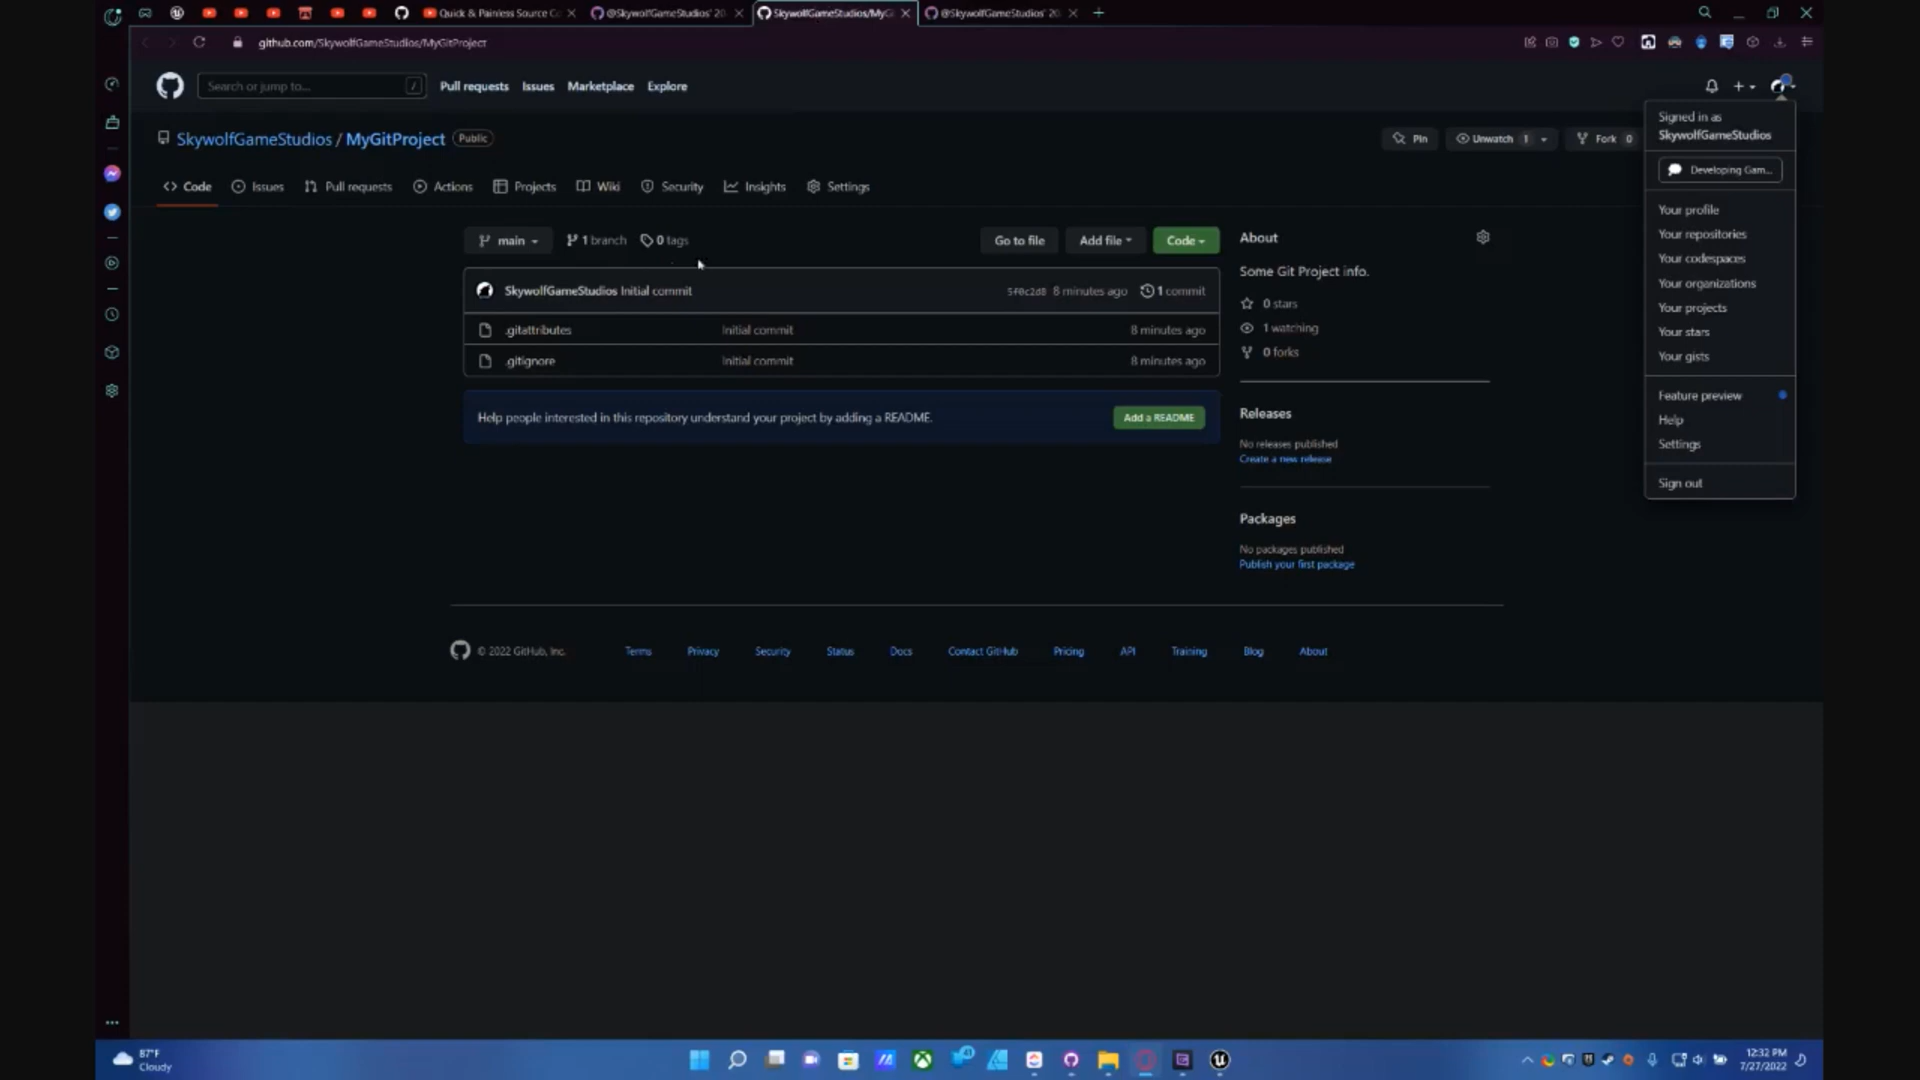 Quick & Painless Source Co
@SkywolfGameStudios' 20
SkywolfGameStudios/MyG
@SkywolfGameStudios' 20
github.com/SkywolfGameStudios/MyGitProject
Search or jump to...
/
Pull requests
Issues
Marketplace
Explore
Signed in as
SkywolfGameStudios
Developing Gam...
Your profile
Your repositories
Your codespaces
Your organizations
Your projects
Your stars
Your gists
Feature preview
Help
Settings
Sign out
SkywolfGameStudios / MyGitProject
Public
Pin
Unwatch 1
Fork 0
Code
Issues
Pull requests
Actions
Projects
Wiki
Security
Insights
Settings
main
1 branch
0 tags
Go to file
Add file
Code
SkywolfGameStudios Initial commit
5f0c2d8 8 minutes ago
1 commit
.gitattributes
Initial commit
8 minutes ago
.gitignore
Initial commit
8 minutes ago
Help people interested in this repository understand your project by adding a README.
Add a README
About
Some Git Project info.
0 stars
1 watching
0 forks
Releases
No releases published
Create a new release
Packages
No packages published
Publish your first package
© 2022 GitHub, Inc.
Terms
Privacy
Security
Status
Docs
Contact GitHub
Pricing
API
Training
Blog
About
87°F
Cloudy
12:32 PM
7/27/2022